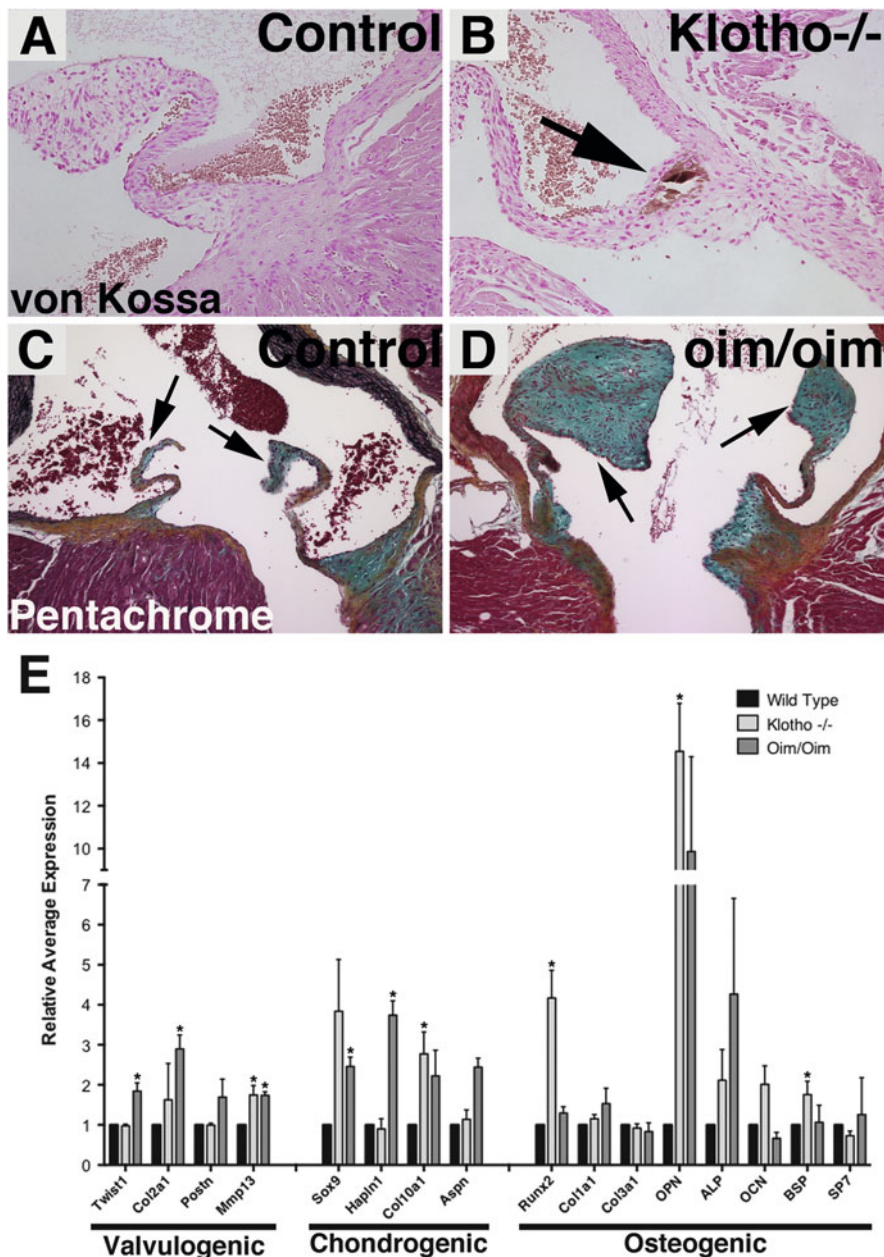 A
Control
B
Klotho-/-
von Kossa
C
Control
D
oim/oim
Pentachrome
E
Relative Average Expression
18
16
14
12
10
8
7
6
5
4
3
2
1
0
Wild Type
Klotho -/-
Oim/Oim
*
*
*
*
*
*
*
*
*
*
Twist1
Col2a1
Postn
Mmp13
Sox9
Hapln1
Col10a1
Aspn
Runx2
Col1a1
Col3a1
OPN
ALP
OCN
BSP
SP7
Valvulogenic
Chondrogenic
Osteogenic